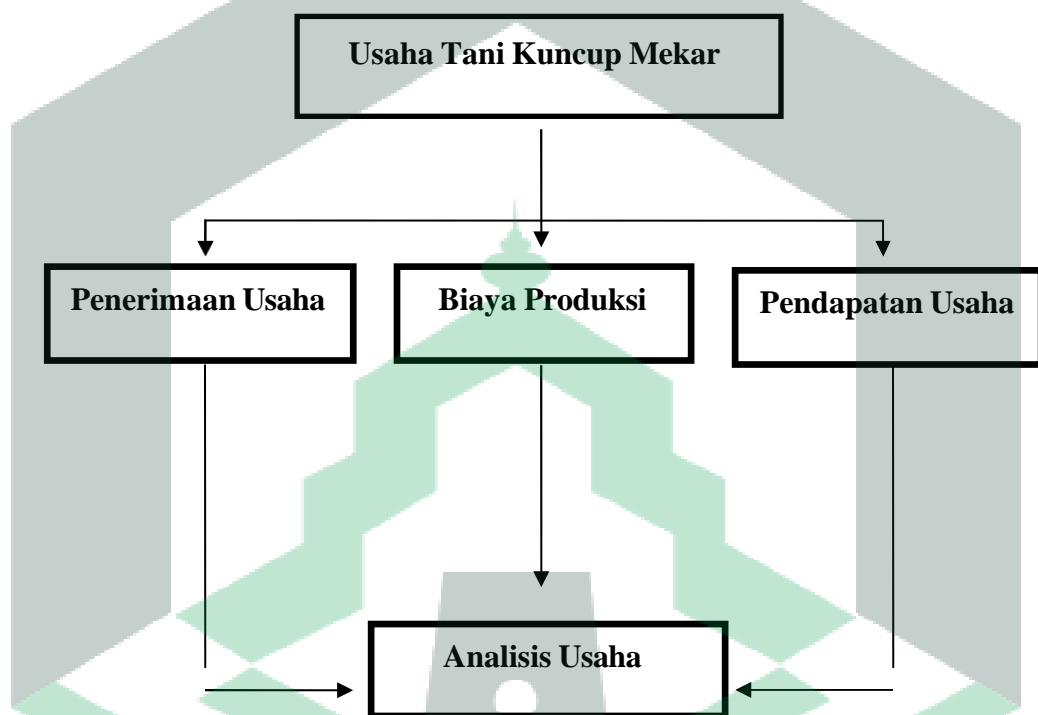 Usaha Tani Kuncup Mekar
Penerimaan Usaha
Biaya Produksi
Pendapatan Usaha
Analisis Usaha